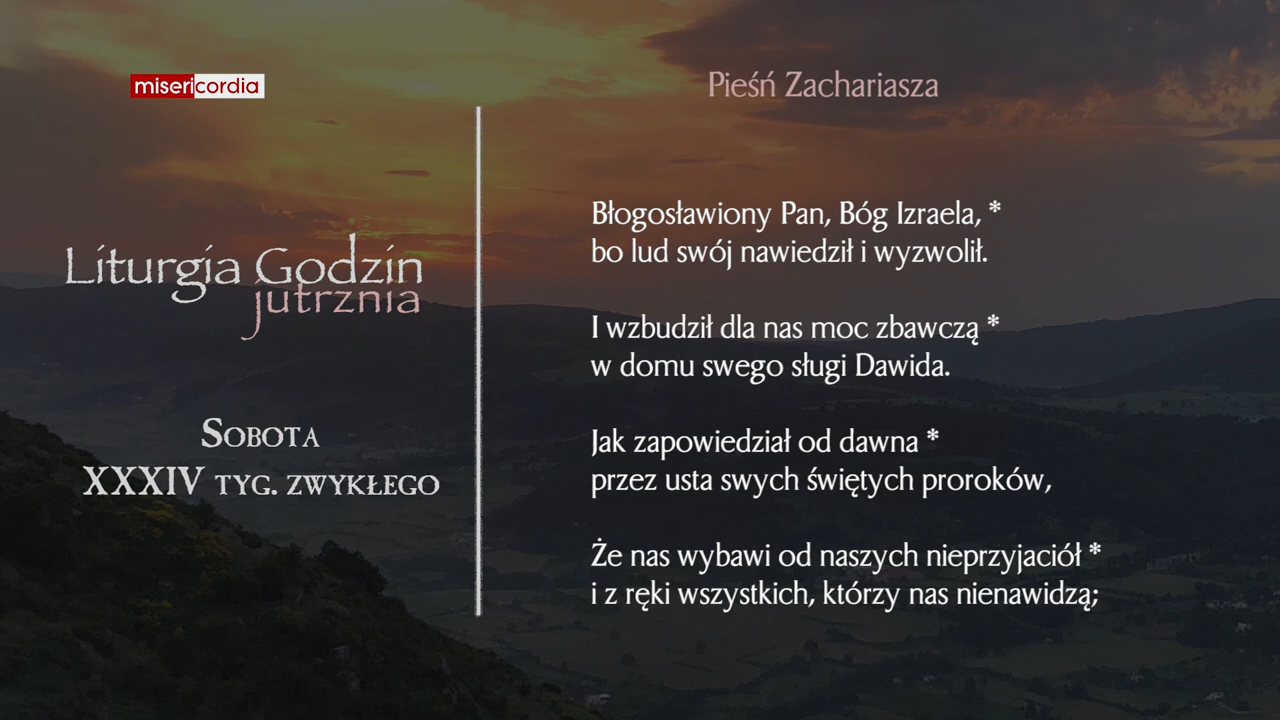 misericordia
Liturgia Godzin
jutrznia
Sobota
XXXIV tyg. zwykłego
Pieśń Zachariasza
Błogosławiony Pan, Bóg Izraela, *
bo lud swój nawiedził i wyzwolił.
I wzbudził dla nas moc zbawczą *
w domu swego sługi Dawida.
Jak zapowiedział od dawna *
przez usta swych świętych proroków,
Że nas wybawi od naszych nieprzyjaciół *
i z ręki wszystkich, którzy nas nienawidzą;